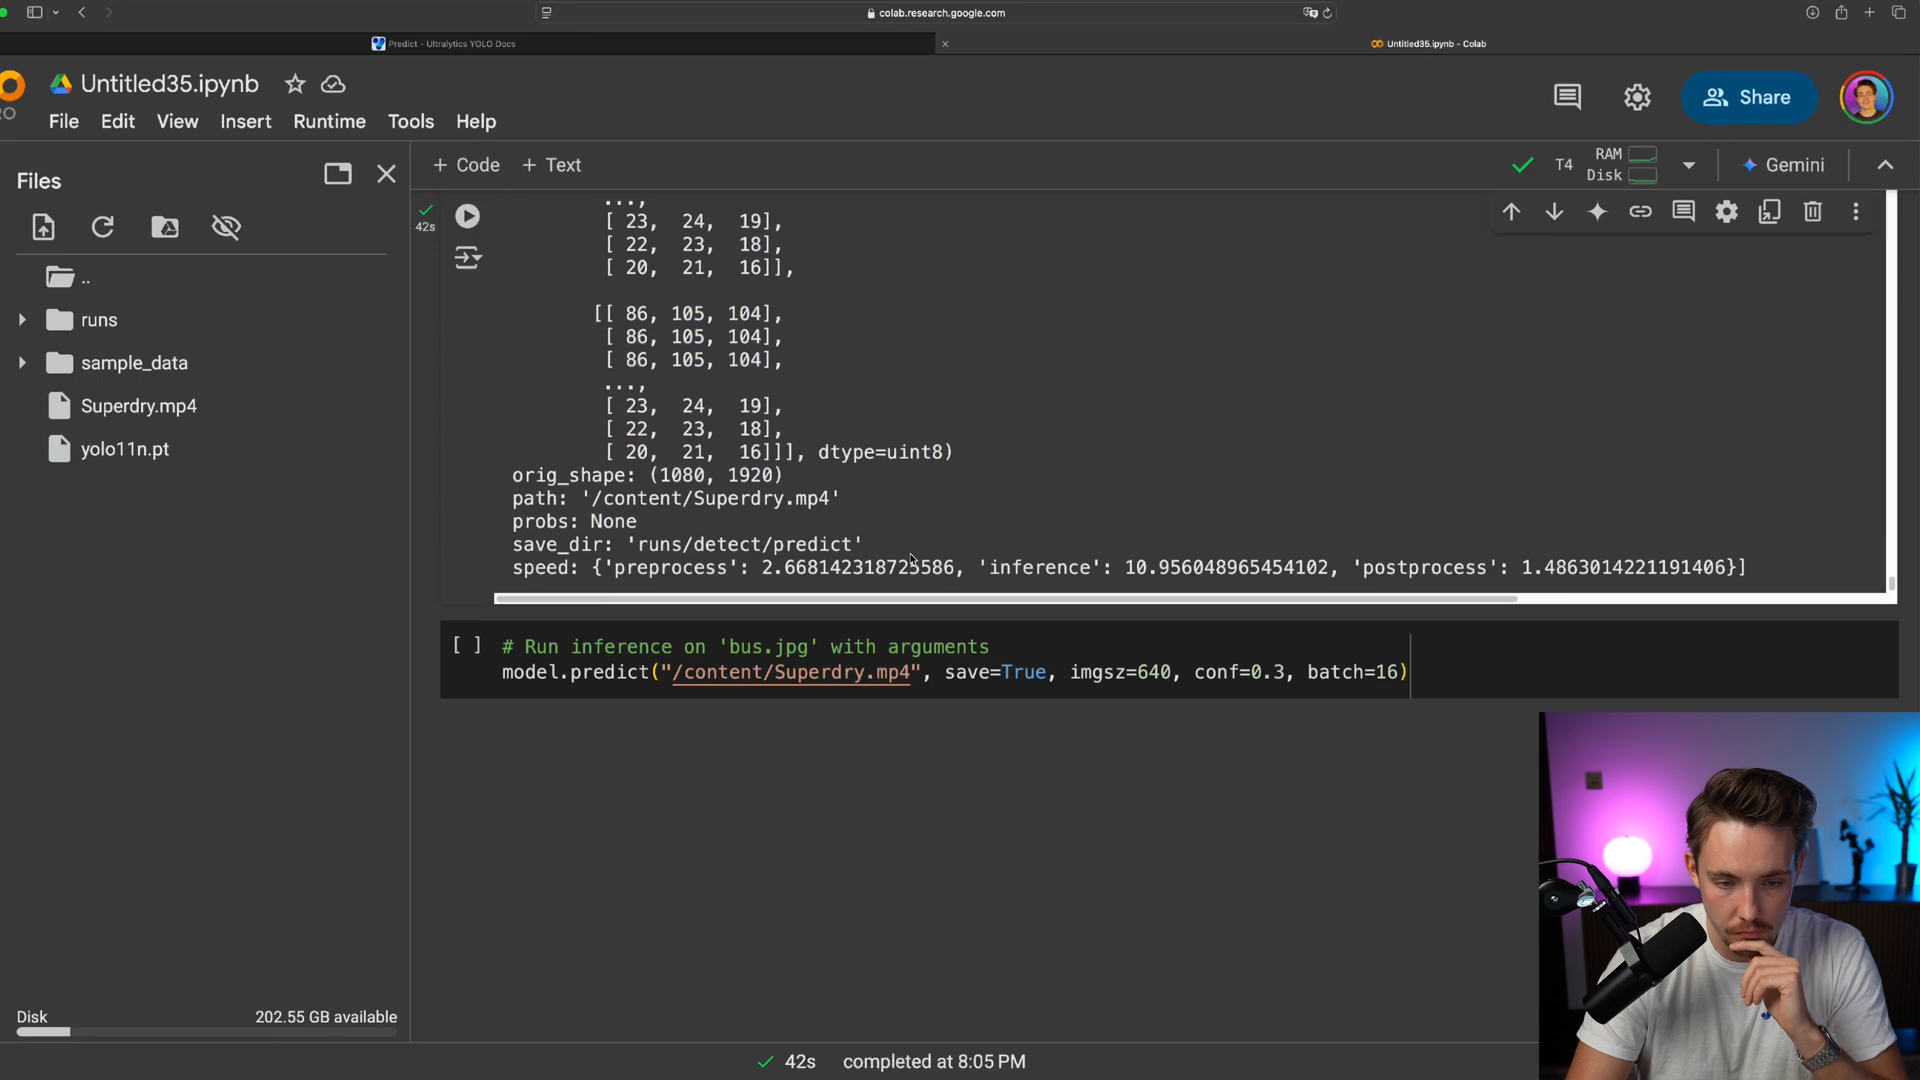 colab.research.google.com
Predict - Ultralytics YOLO Docs
Untitled35.ipynb - Colab
Untitled35.ipynb
Share
File Edit View Insert Runtime Tools Help
Files
+ Code + Text
T4
RAM
Disk
Gemini
..
runs
sample_data
Superdry.mp4
yolo11n.pt
42s
...,
[ 23, 24, 19],
[ 22, 23, 18],
[ 20, 21, 16]],
[[ 86, 105, 104],
[ 86, 105, 104],
[ 86, 105, 104],
...,
[ 23, 24, 19],
[ 22, 23, 18],
[ 20, 21, 16]]], dtype=uint8)
orig_shape: (1080, 1920)
path: '/content/Superdry.mp4'
probs: None
save_dir: 'runs/detect/predict'
speed: {'preprocess': 2.668142318725586, 'inference': 10.956048965454102, 'postprocess': 1.4863014221191406}]
[ ] # Run inference on 'bus.jpg' with arguments
model.predict("/content/Superdry.mp4", save=True, imgsz=640, conf=0.3, batch=16)
Disk 202.55 GB available
42s completed at 8:05 PM